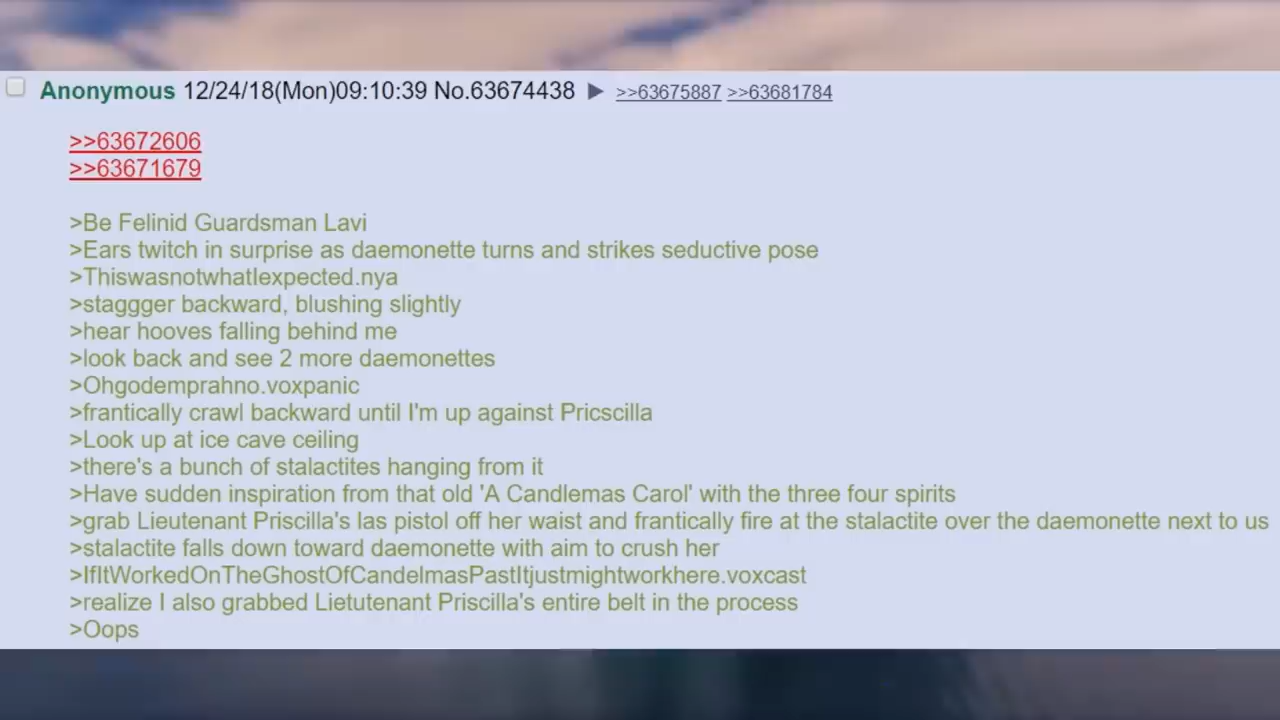 Anonymous 12/24/18(Mon)09:10:39 No.63674438 ▶ >>63675887 >>63681784
>>63672606
>>63671679
>Be Felinid Guardsman Lavi
>Ears twitch in surprise as daemonette turns and strikes seductive pose
>ThiswasnotwhatIexpected.nya
>staggger backward, blushing slightly
>hear hooves falling behind me
>look back and see 2 more daemonettes
>Ohgodemprahno.voxpanic
>frantically crawl backward until I'm up against Pricscilla
>Look up at ice cave ceiling
>there's a bunch of stalactites hanging from it
>Have sudden inspiration from that old 'A Candlemas Carol' with the three four spirits
>grab Lieutenant Priscilla's las pistol off her waist and frantically fire at the stalactite over the daemonette next to us
>stalactite falls down toward daemonette with aim to crush her
>IfItWorkedOnTheGhostOfCandelmasPastItjustmightworkhere.voxcast
>realize I also grabbed Lietutenant Priscilla's entire belt in the process
>Oops